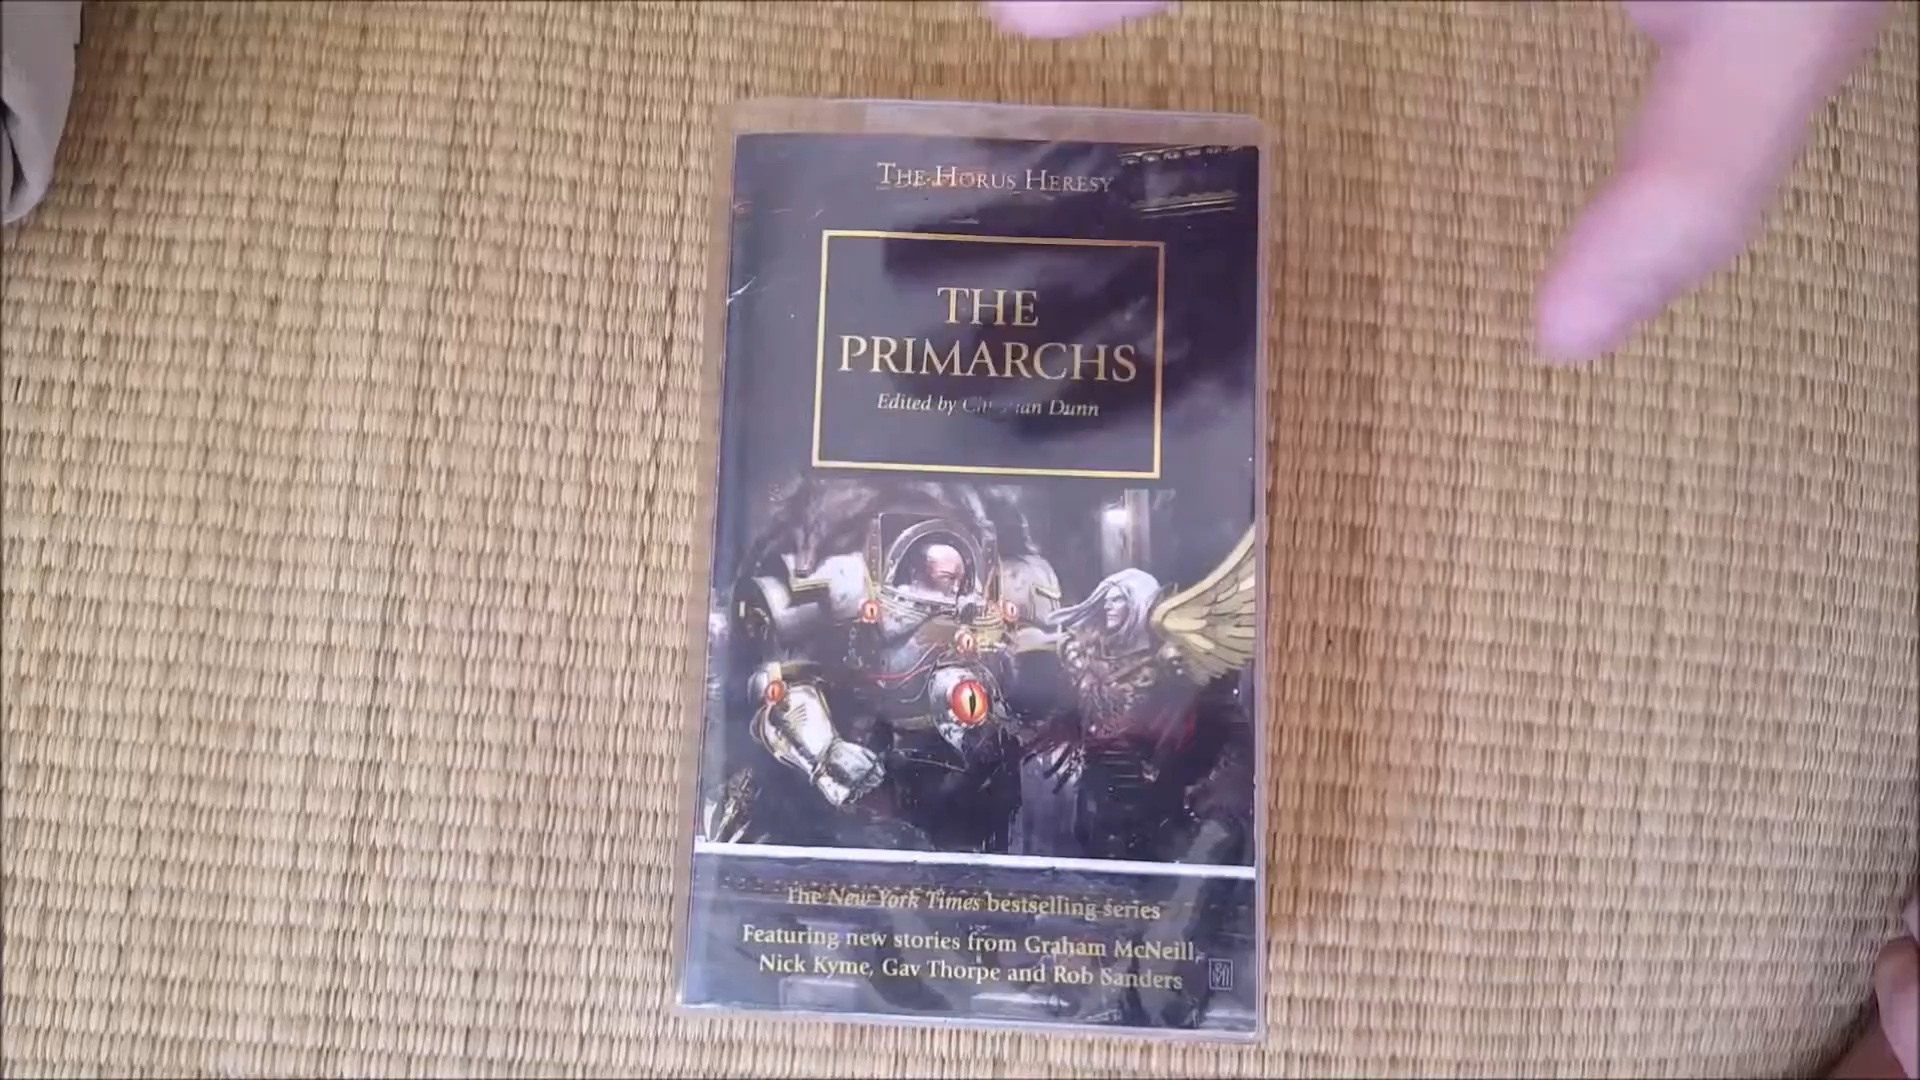 THE HORUS HERESY
THE
PRIMARCHS
Edited by Dunn
The New York Times bestselling series
Featuring new stories from Graham McNeill,
Nick Kyme, Gav Thorpe and Rob Sanders